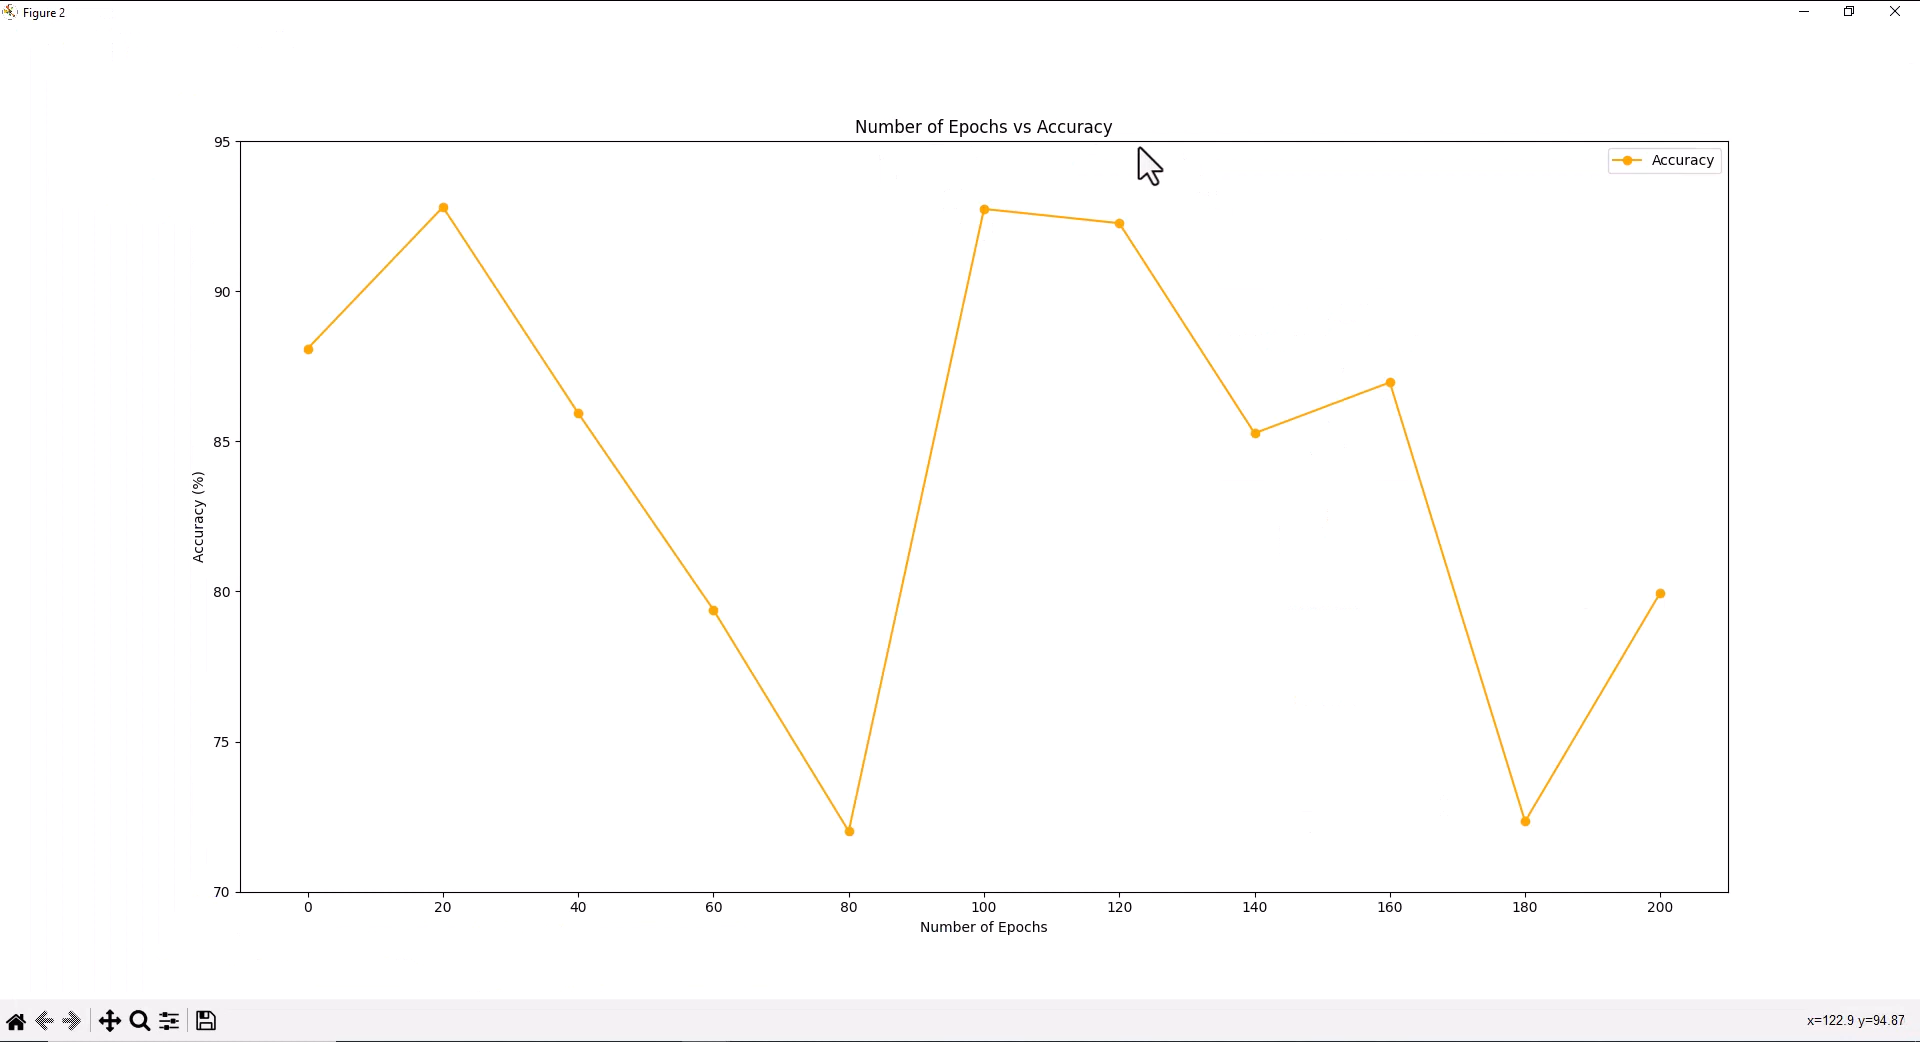 Figure 2
Number of Epochs vs Accuracy
Accuracy
95
90
85
80
75
70
Accuracy (%)
0 20 40 60 80 100 120 140 160 180 200
Number of Epochs
x=122.9 y=94.87